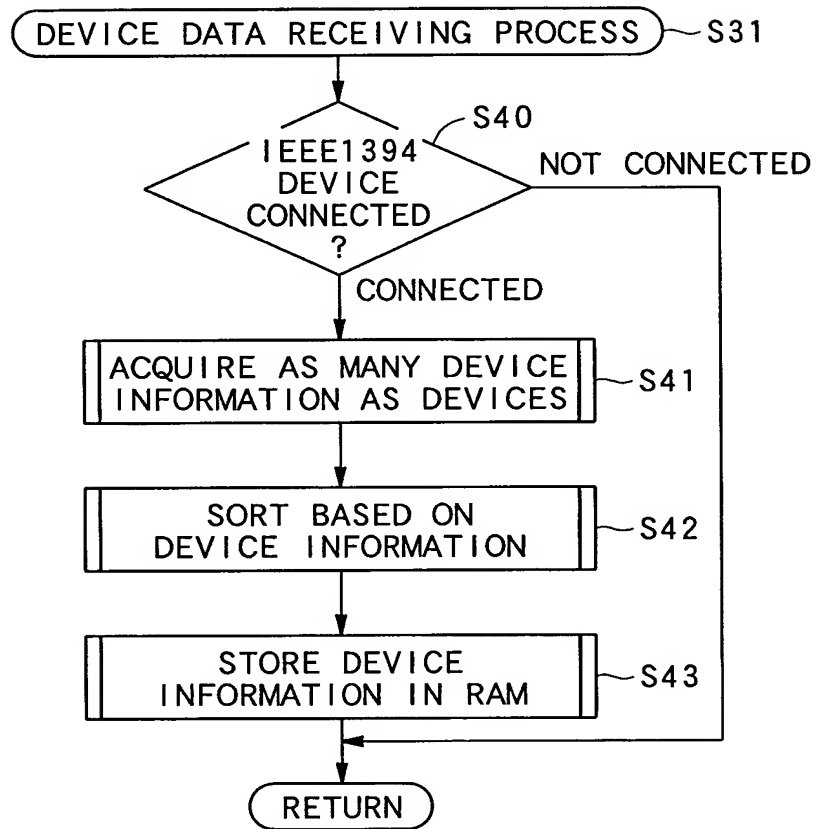 DEVICE DATA RECEIVING PROCESS
S31
S40
IEEE1394
DEVICE
CONNECTED
?
NOT CONNECTED
CONNECTED
ACQUIRE AS MANY DEVICE
INFORMATION AS DEVICES
S41
SORT BASED ON
DEVICE INFORMATION
S42
STORE DEVICE
INFORMATION IN RAM
S43
RETURN